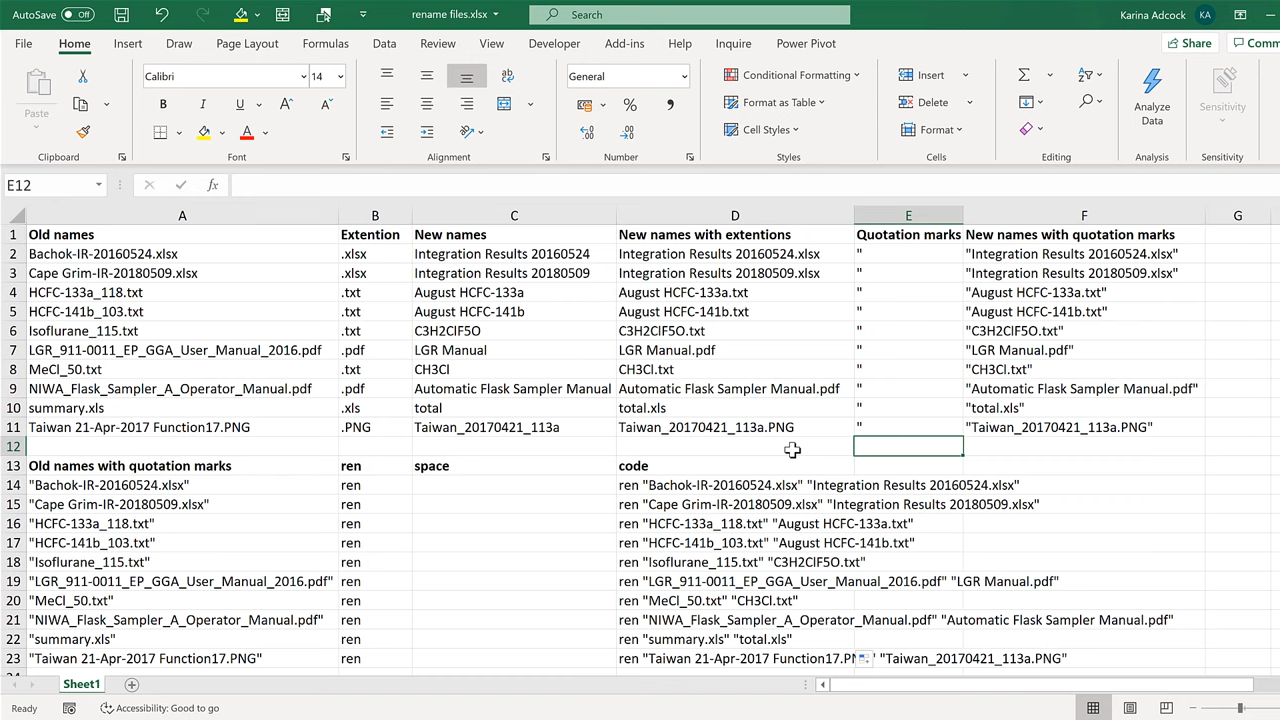 AutoSave Off rename files.xlsx Search Karina Adcock KA
File Home Insert Draw Page Layout Formulas Data Review View Developer Add-ins Help Inquire Power Pivot Share Comm
Paste Calibri 14 B I U A A General % Conditional Formatting Format as Table Cell Styles Insert Delete Format Analyze Data Sensitivity
Clipboard Font Alignment Number Styles Cells Editing Analysis Sensitivity
E12 fx
A B C D E F G
1 Old names Extention New names New names with extentions Quotation marks New names with quotation marks
2 Bachok-IR-20160524.xlsx .xlsx Integration Results 20160524 Integration Results 20160524.xlsx " "Integration Results 20160524.xlsx"
3 Cape Grim-IR-20180509.xlsx .xlsx Integration Results 20180509 Integration Results 20180509.xlsx " "Integration Results 20180509.xlsx"
4 HCFC-133a_118.txt .txt August HCFC-133a August HCFC-133a.txt " "August HCFC-133a.txt"
5 HCFC-141b_103.txt .txt August HCFC-141b August HCFC-141b.txt " "August HCFC-141b.txt"
6 Isoflurane_115.txt .txt C3H2ClF5O C3H2ClF5O.txt " "C3H2ClF5O.txt"
7 LGR_911-0011_EP_GGA_User_Manual_2016.pdf .pdf LGR Manual LGR Manual.pdf " "LGR Manual.pdf"
8 MeCl_50.txt .txt CH3Cl CH3Cl.txt " "CH3Cl.txt"
9 NIWA_Flask_Sampler_A_Operator_Manual.pdf .pdf Automatic Flask Sampler Manual Automatic Flask Sampler Manual.pdf " "Automatic Flask Sampler Manual.pdf"
10 summary.xls .xls total total.xls " "total.xls"
11 Taiwan 21-Apr-2017 Function17.PNG .PNG Taiwan_20170421_113a Taiwan_20170421_113a.PNG " "Taiwan_20170421_113a.PNG"
12
13 Old names with quotation marks ren space code
14 "Bachok-IR-20160524.xlsx" ren ren "Bachok-IR-20160524.xlsx" "Integration Results 20160524.xlsx"
15 "Cape Grim-IR-20180509.xlsx" ren ren "Cape Grim-IR-20180509.xlsx" "Integration Results 20180509.xlsx"
16 "HCFC-133a_118.txt" ren ren "HCFC-133a_118.txt" "August HCFC-133a.txt"
17 "HCFC-141b_103.txt" ren ren "HCFC-141b_103.txt" "August HCFC-141b.txt"
18 "Isoflurane_115.txt" ren ren "Isoflurane_115.txt" "C3H2ClF5O.txt"
19 "LGR_911-0011_EP_GGA_User_Manual_2016.pdf" ren ren "LGR_911-0011_EP_GGA_User_Manual_2016.pdf" "LGR Manual.pdf"
20 "MeCl_50.txt" ren ren "MeCl_50.txt" "CH3Cl.txt"
21 "NIWA_Flask_Sampler_A_Operator_Manual.pdf" ren ren "NIWA_Flask_Sampler_A_Operator_Manual.pdf" "Automatic Flask Sampler Manual.pdf"
22 "summary.xls" ren ren "summary.xls" "total.xls"
23 "Taiwan 21-Apr-2017 Function17.PNG" ren ren "Taiwan 21-Apr-2017 Function17.PN "Taiwan_20170421_113a.PNG"
Sheet1
Ready Accessibility: Good to go